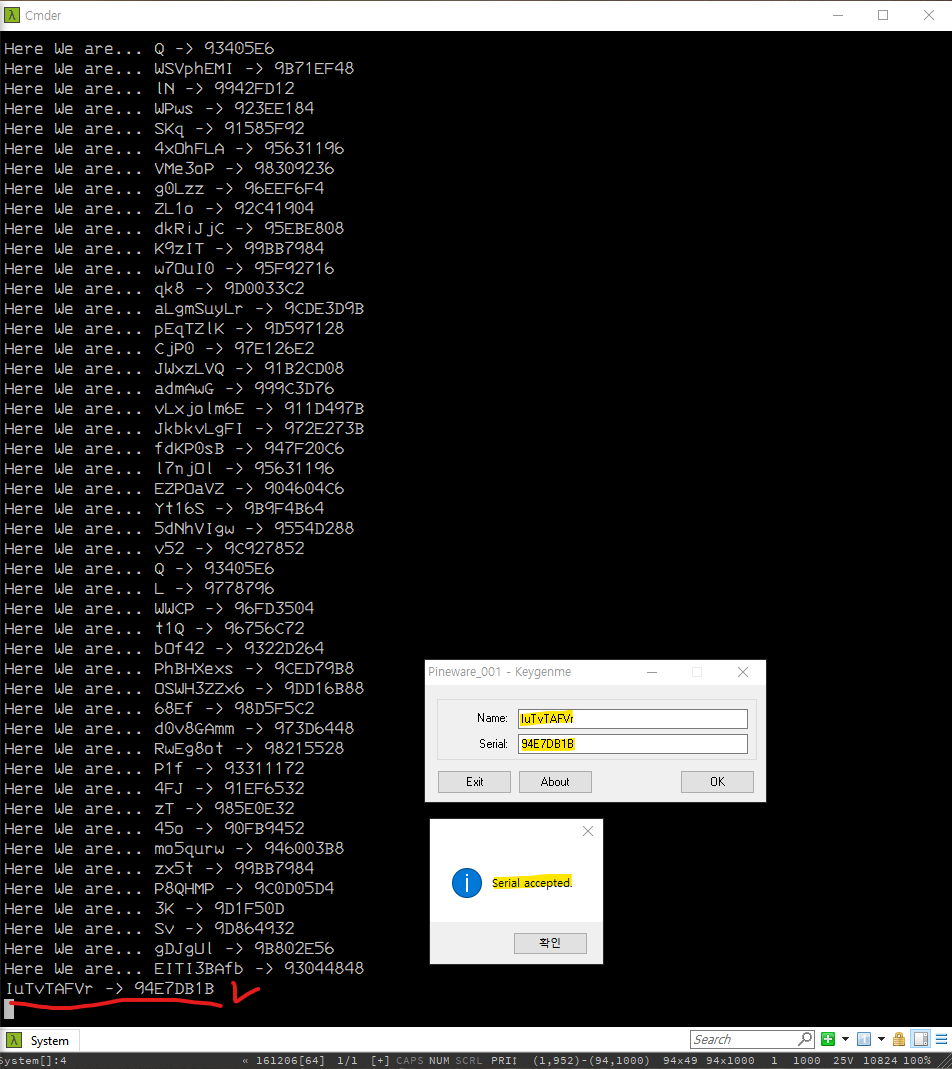 Cmder
Here We are... Q -> 93405E6
Here We are... WSVphEMI -> 9B71EF48
Here We are... lN -> 9942FD12
Here We are... WPws -> 923EE184
Here We are... SKq -> 91585F92
Here We are... 4xOhFLA -> 95631196
Here We are... VMe3oP -> 98309236
Here We are... g0Lzz -> 96EEF6F4
Here We are... ZL1o -> 92C41904
Here We are... dkRiJjC -> 95EBE808
Here We are... K9zIT -> 99BB7984
Here We are... w7OuI0 -> 95F92716
Here We are... qk8 -> 9D0033C2
Here We are... aLgmSuyLr -> 9CDE3D9B
Here We are... pEqTZlK -> 9D597128
Here We are... CjP0 -> 97E126E2
Here We are... JWxzLVQ -> 91B2CD08
Here We are... admAwG -> 999C3D76
Here We are... vLxjolm6E -> 911D497B
Here We are... JkbkvLgFI -> 972E273B
Here We are... fdKP0sB -> 947F20C6
Here We are... l7njOl -> 95631196
Here We are... EZPOaVZ -> 904604C6
Here We are... Yt16S -> 9B9F4B64
Here We are... 5dNhVIgw -> 9554D288
Here We are... v52 -> 9C927852
Here We are... Q -> 93405E6
Here We are... L -> 9778796
Here We are... WWCP -> 96FD3504
Here We are... t1Q -> 96756C72
Here We are... bOf42 -> 9322D264
Here We are... PhBHXexs -> 9CED79B8
Here We are... OSWH3ZZx6 -> 9DD16B88
Here We are... 68Ef -> 98D5F5C2
Here We are... d0v8GAmm -> 973D6448
Here We are... RwEg8ot -> 98215528
Here We are... P1f -> 93311172
Here We are... 4FJ -> 91EF6532
Here We are... zT -> 985E0E32
Here We are... 45o -> 90FB9452
Here We are... mo5qurw -> 946003B8
Here We are... zx5t -> 99BB7984
Here We are... P8QHMP -> 9C0D05D4
Here We are... 3K -> 9D1F50D
Here We are... Sv -> 9D864932
Here We are... gDJgUl -> 9B802E56
Here We are... EITI3BAfb -> 93044848
IuTvTAFVr -> 94E7DB1B
Pineware_001 - Keygenme
Name: IuTvTAFVr
Serial: 94E7DB1B
Exit About OK
Serial accepted.
확인
System Search
System[]:4 « 161206[64] 1/1 [+] CAPS NUM SCRL PRI‡ (1,952)-(94,1000) 94x49 94x1000 1 1000 25V 10824 100%